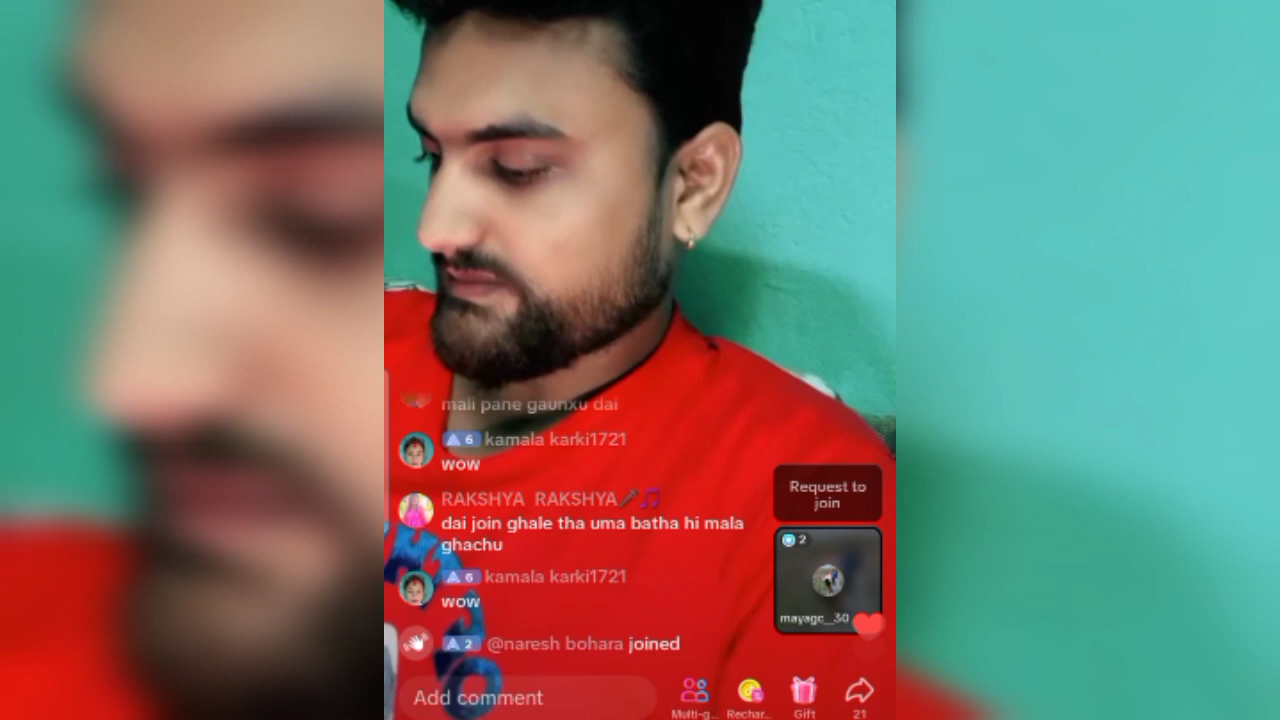 mali pane gaunxu dai
6 kamala karki1721
wow
RAKSHYA RAKSHYA🎤🎵
dai join ghale tha uma batha hi mala
ghachu
6 kamala karki1721
wow
2 @naresh bohara joined
Request to
join
2
mayagc__30
Add comment
Multi-g...
Rechar...
Gift
21